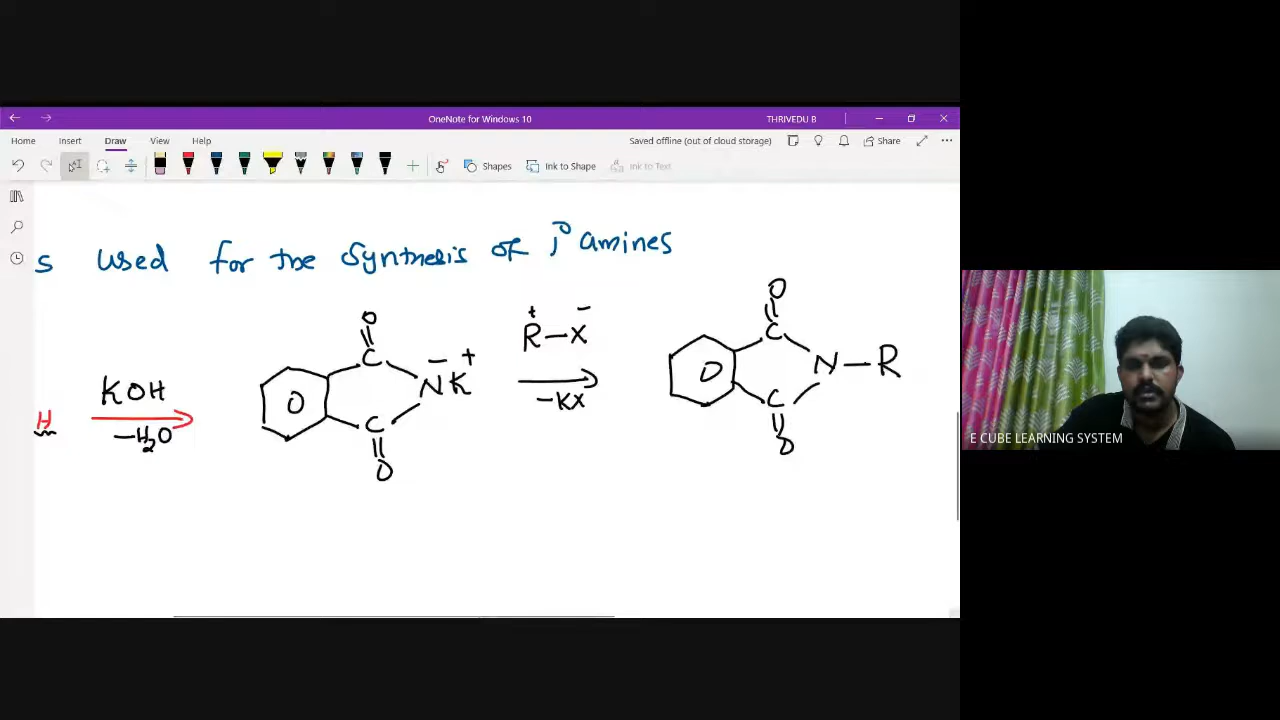 OneNote for Windows 10
THRIVEDU B
Home Insert Draw View Help
Saved offline (out of cloud storage)
Share
Shapes
Ink to Shape
Ink to Text
s used for the Synthesis of 1° amines
O
C
N⁻ K⁺
C
O
H
KOH
−H₂O
R⁺—X⁻
−KX
O
C
N—R
C
O
E CUBE LEARNING SYSTEM